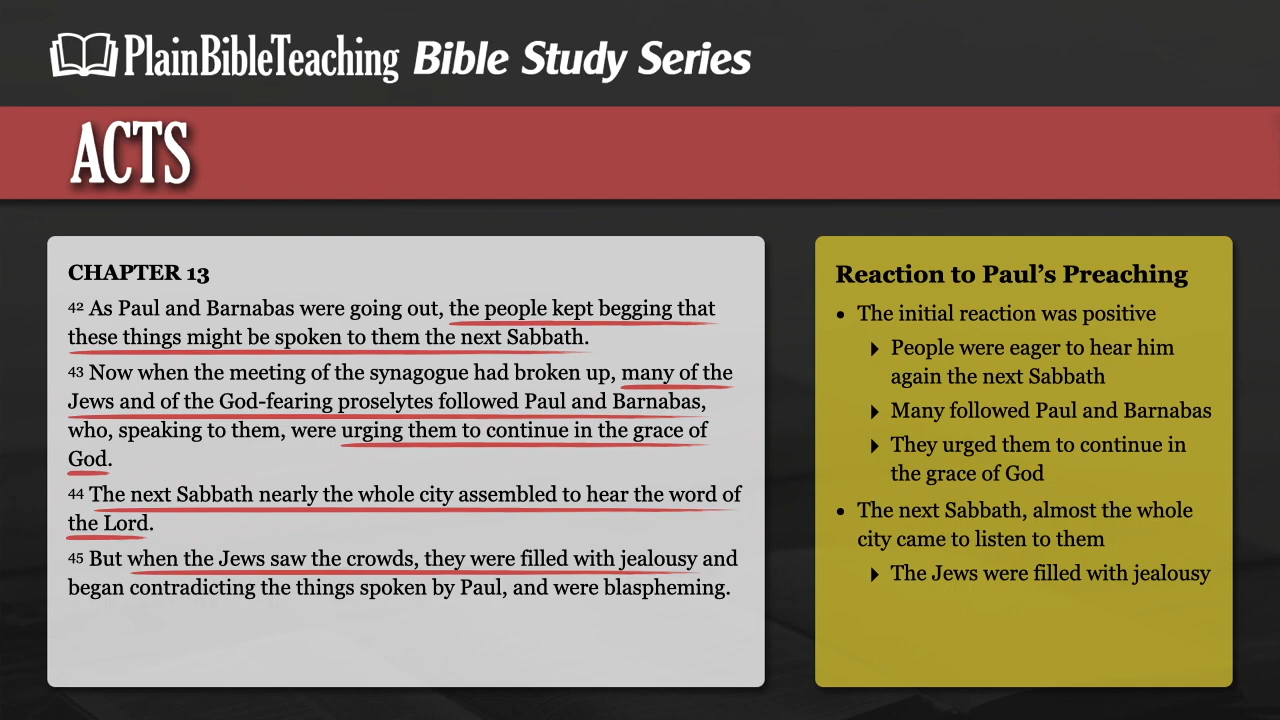 PlainBibleTeaching Bible Study Series
ACTS
CHAPTER 13
42 As Paul and Barnabas were going out, the people kept begging that
these things might be spoken to them the next Sabbath.
43 Now when the meeting of the synagogue had broken up, many of the
Jews and of the God-fearing proselytes followed Paul and Barnabas,
who, speaking to them, were urging them to continue in the grace of
God.
44 The next Sabbath nearly the whole city assembled to hear the word of
the Lord.
45 But when the Jews saw the crowds, they were filled with jealousy and
began contradicting the things spoken by Paul, and were blaspheming.
Reaction to Paul’s Preaching
• The initial reaction was positive
People were eager to hear him
again the next Sabbath
Many followed Paul and Barnabas
They urged them to continue in
the grace of God
• The next Sabbath, almost the whole
city came to listen to them
The Jews were filled with jealousy